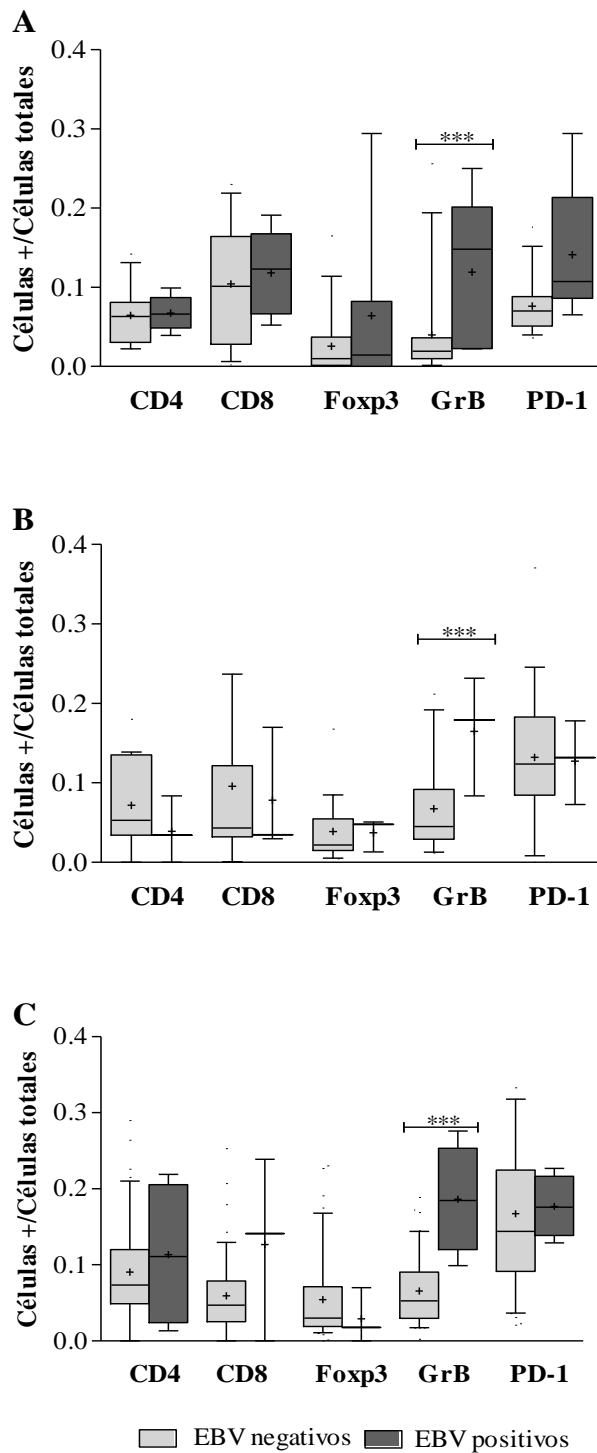 A
Células +/Células totales
0.4
0.3
0.2
0.1
0.0
***
CD4 CD8 Foxp3 GrB PD-1
B
Células +/Células totales
0.4
0.3
0.2
0.1
0.0
***
CD4 CD8 Foxp3 GrB PD-1
C
Células +/Células totales
0.4
0.3
0.2
0.1
0.0
***
CD4 CD8 Foxp3 GrB PD-1
EBV negativos EBV positivos